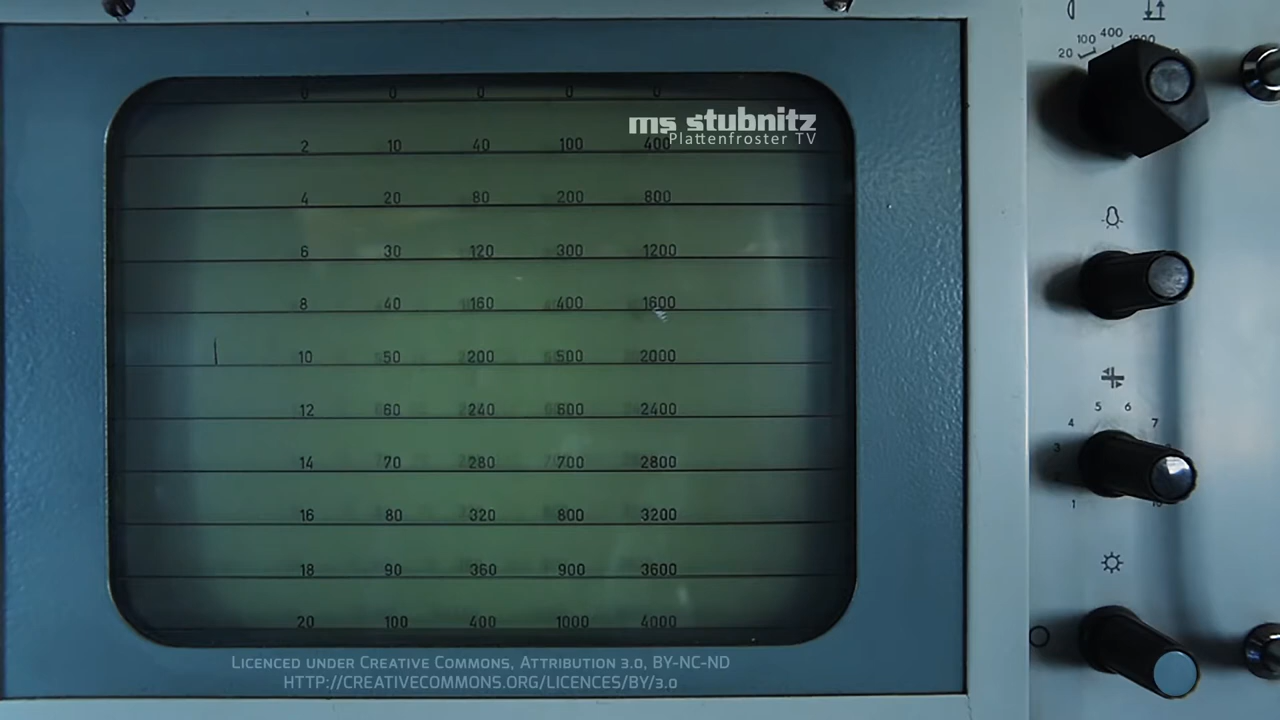 20 100 400 1000
0 0 0 0 0
ms stubnitz
Plattenfroster TV
2 10 40 100 400
4 20 80 200 800
6 30 120 300 1200
8 40 160 400 1600
10 50 200 500 2000
12 60 240 600 2400
14 70 280 700 2800
16 80 320 800 3200
18 90 360 900 3600
20 100 400 1000 4000
3 4 5 6 7
1 10
LICENCED UNDER CREATIVE COMMONS, ATTRIBUTION 3.0, BY-NC-ND
HTTP://CREATIVECOMMONS.ORG/LICENCES/BY/3.0